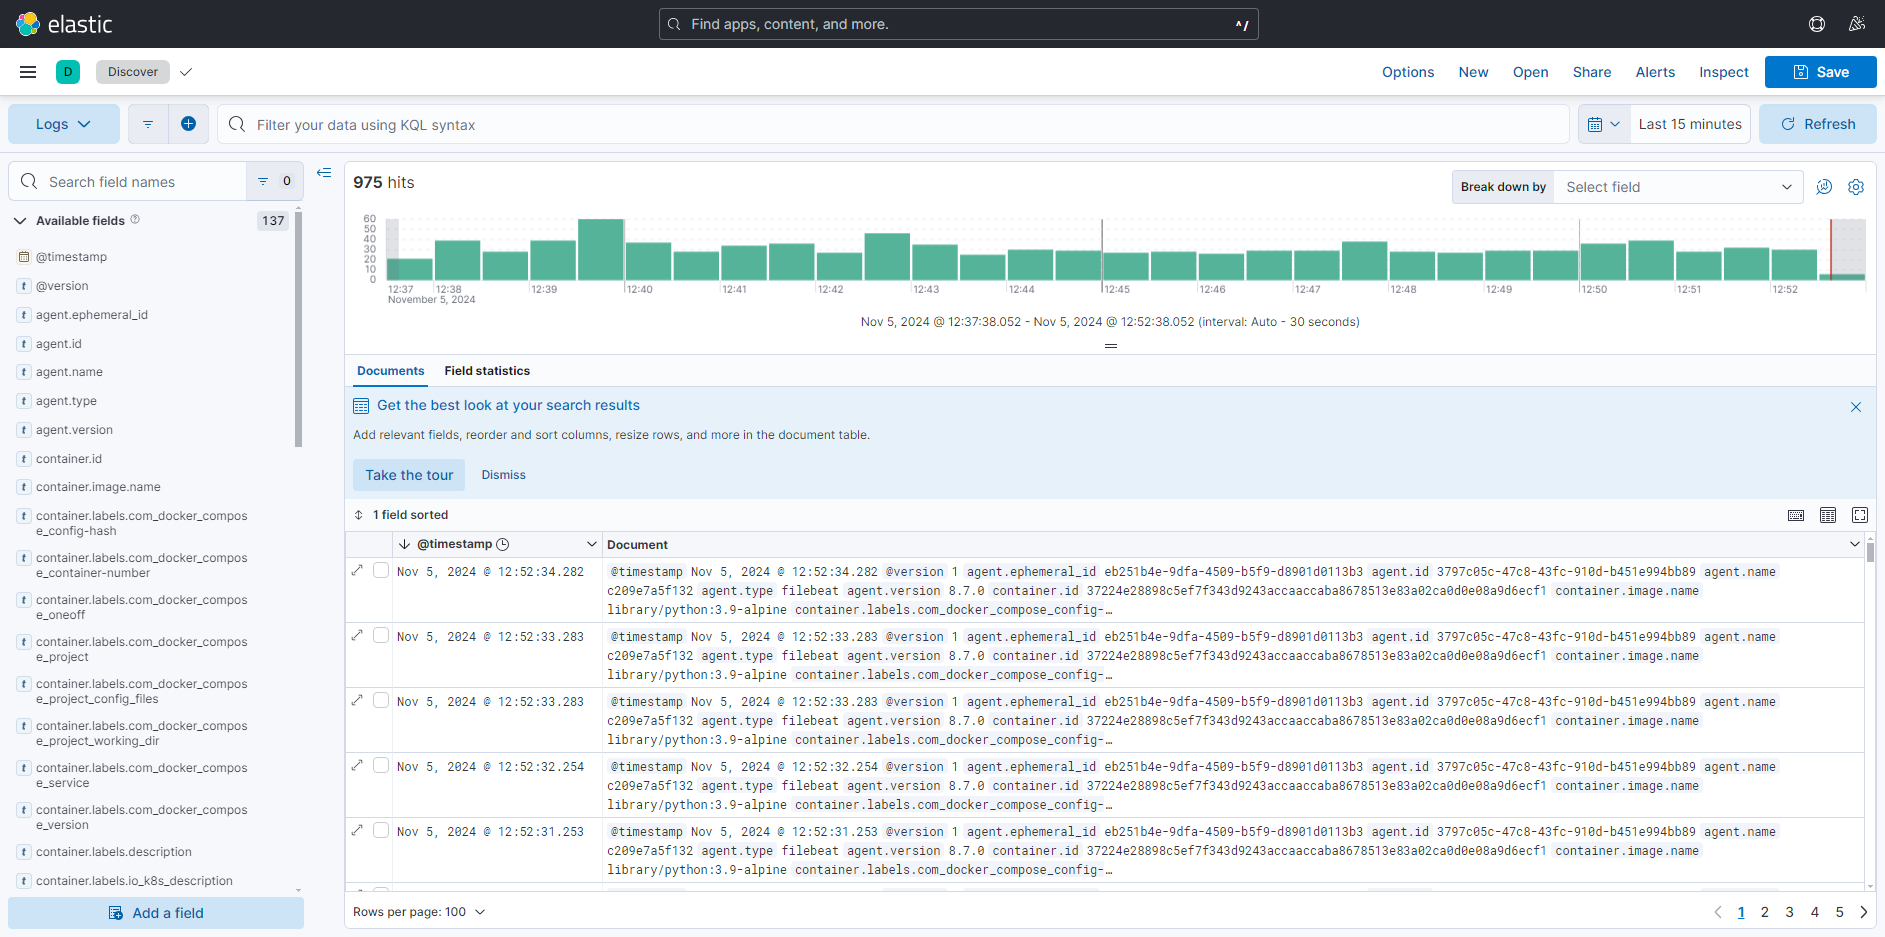 elastic
Find apps, content, and more.
^/
D
Discover
Options
New
Open
Share
Alerts
Inspect
Save
Logs
Filter your data using KQL syntax
Last 15 minutes
Refresh
Search field names
0
Available fields
137
@timestamp
@version
agent.ephemeral_id
agent.id
agent.name
agent.type
agent.version
container.id
container.image.name
container.labels.com_docker_compos
e_config-hash
container.labels.com_docker_compos
e_container-number
container.labels.com_docker_compos
e_oneoff
container.labels.com_docker_compos
e_project
container.labels.com_docker_compos
e_project_config_files
container.labels.com_docker_compos
e_project_working_dir
container.labels.com_docker_compos
e_service
container.labels.com_docker_compos
e_version
container.labels.description
container.labels.io_k8s_description
Add a field
975 hits
Break down by
Select field
60
50
40
30
20
10
0
12:37
12:38
12:39
12:40
12:41
12:42
12:43
12:44
12:45
12:46
12:47
12:48
12:49
12:50
12:51
12:52
November 5, 2024
Nov 5, 2024 @ 12:37:38.052 - Nov 5, 2024 @ 12:52:38.052 (interval: Auto - 30 seconds)
Documents
Field statistics
Get the best look at your search results
Add relevant fields, reorder and sort columns, resize rows, and more in the document table.
Take the tour
Dismiss
1 field sorted
@timestamp
Document
Nov 5, 2024 @ 12:52:34.282
@timestamp Nov 5, 2024 @ 12:52:34.282 @version 1 agent.ephemeral_id eb251b4e-9dfa-4509-b5f9-d8901d0113b3 agent.id 3797c05c-47c8-43fc-910d-b451e994bb89 agent.name
c209e7a5f132 agent.type filebeat agent.version 8.7.0 container.id 37224e28898c5ef7f343d9243accaaccaba8678513e83a02ca0d0e08a9d6ecf1 container.image.name
library/python:3.9-alpine container.labels.com_docker_compose_config-…
Nov 5, 2024 @ 12:52:33.283
@timestamp Nov 5, 2024 @ 12:52:33.283 @version 1 agent.ephemeral_id eb251b4e-9dfa-4509-b5f9-d8901d0113b3 agent.id 3797c05c-47c8-43fc-910d-b451e994bb89 agent.name
c209e7a5f132 agent.type filebeat agent.version 8.7.0 container.id 37224e28898c5ef7f343d9243accaaccaba8678513e83a02ca0d0e08a9d6ecf1 container.image.name
library/python:3.9-alpine container.labels.com_docker_compose_config-…
Nov 5, 2024 @ 12:52:33.283
@timestamp Nov 5, 2024 @ 12:52:33.283 @version 1 agent.ephemeral_id eb251b4e-9dfa-4509-b5f9-d8901d0113b3 agent.id 3797c05c-47c8-43fc-910d-b451e994bb89 agent.name
c209e7a5f132 agent.type filebeat agent.version 8.7.0 container.id 37224e28898c5ef7f343d9243accaaccaba8678513e83a02ca0d0e08a9d6ecf1 container.image.name
library/python:3.9-alpine container.labels.com_docker_compose_config-…
Nov 5, 2024 @ 12:52:32.254
@timestamp Nov 5, 2024 @ 12:52:32.254 @version 1 agent.ephemeral_id eb251b4e-9dfa-4509-b5f9-d8901d0113b3 agent.id 3797c05c-47c8-43fc-910d-b451e994bb89 agent.name
c209e7a5f132 agent.type filebeat agent.version 8.7.0 container.id 37224e28898c5ef7f343d9243accaaccaba8678513e83a02ca0d0e08a9d6ecf1 container.image.name
library/python:3.9-alpine container.labels.com_docker_compose_config-…
Nov 5, 2024 @ 12:52:31.253
@timestamp Nov 5, 2024 @ 12:52:31.253 @version 1 agent.ephemeral_id eb251b4e-9dfa-4509-b5f9-d8901d0113b3 agent.id 3797c05c-47c8-43fc-910d-b451e994bb89 agent.name
c209e7a5f132 agent.type filebeat agent.version 8.7.0 container.id 37224e28898c5ef7f343d9243accaaccaba8678513e83a02ca0d0e08a9d6ecf1 container.image.name
library/python:3.9-alpine container.labels.com_docker_compose_config-…
Rows per page: 100
1
2
3
4
5